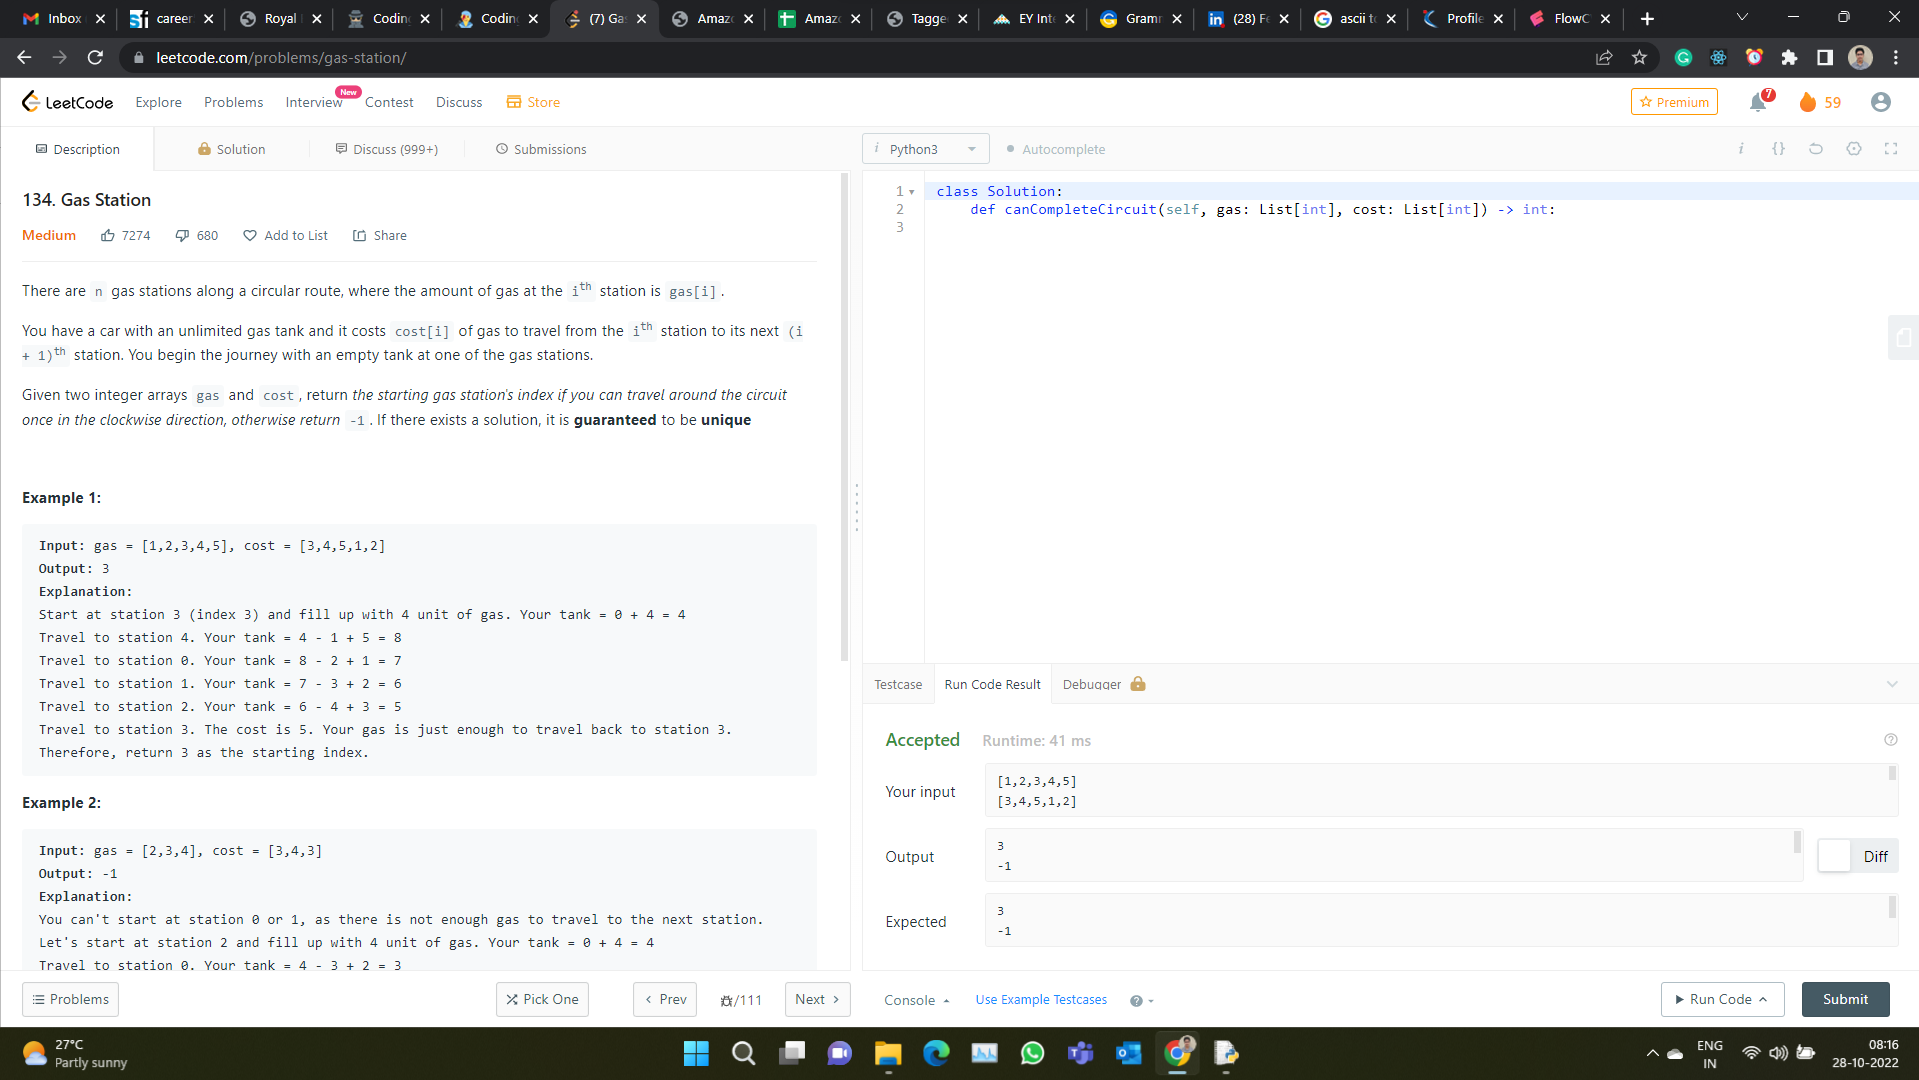 Inbox
career
Royal
Codin
Codin
(7) Ga
Amaz
Amaz
Tagge
EY Inte
Gramr
(28) Fe
ascii t
Profile
FlowC
leetcode.com/problems/gas-station/
LeetCode Explore Problems Interview New Contest Discuss Store
Premium 7 59
Description Solution Discuss (999+) Submissions
i Python3 Autocomplete i {}
134. Gas Station
Medium 7274 680 Add to List Share
There are n gas stations along a circular route, where the amount of gas at the ith station is gas[i].
You have a car with an unlimited gas tank and it costs cost[i] of gas to travel from the ith station to its next (i
+ 1)th station. You begin the journey with an empty tank at one of the gas stations.
Given two integer arrays gas and cost, return the starting gas station's index if you can travel around the circuit
once in the clockwise direction, otherwise return -1. If there exists a solution, it is guaranteed to be unique
Example 1:
Input: gas = [1,2,3,4,5], cost = [3,4,5,1,2]
Output: 3
Explanation:
Start at station 3 (index 3) and fill up with 4 unit of gas. Your tank = 0 + 4 = 4
Travel to station 4. Your tank = 4 - 1 + 5 = 8
Travel to station 0. Your tank = 8 - 2 + 1 = 7
Travel to station 1. Your tank = 7 - 3 + 2 = 6
Travel to station 2. Your tank = 6 - 4 + 3 = 5
Travel to station 3. The cost is 5. Your gas is just enough to travel back to station 3.
Therefore, return 3 as the starting index.
Example 2:
Input: gas = [2,3,4], cost = [3,4,3]
Output: -1
Explanation:
You can't start at station 0 or 1, as there is not enough gas to travel to the next station.
Let's start at station 2 and fill up with 4 unit of gas. Your tank = 0 + 4 = 4
Travel to station 0. Your tank = 4 - 3 + 2 = 3
Problems Pick One Prev /111 Next
1 class Solution:
2 def canCompleteCircuit(self, gas: List[int], cost: List[int]) -> int:
3
Testcase Run Code Result Debugger
Accepted Runtime: 41 ms
Your input
[1,2,3,4,5]
[3,4,5,1,2]
Output
3
-1
Diff
Expected
3
-1
Console Use Example Testcases Run Code Submit
27°C
Partly sunny
ENG
IN
08:16
28-10-2022